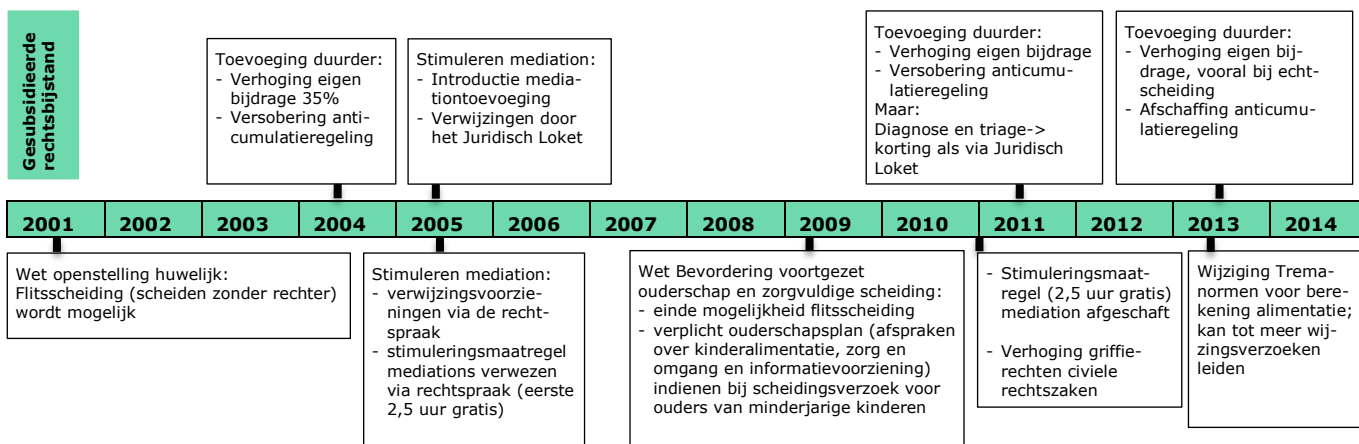 Gesubsidieerde
rechtsbijstand
Toevoeging duurder:
- Verhoging eigen
bijdrage 35%
- Versobering anti-
cumulatieregeling
Stimuleren mediation:
- Introductie media-
tiontoevoeging
- Verwijzingen door
het Juridisch Loket
Toevoeging duurder:
- Verhoging eigen bijdrage
- Versobering anticumu-
latieregeling
Maar:
Diagnose en triage->
korting als via Juridisch
Loket
Toevoeging duurder:
- Verhoging eigen bij-
drage, vooral bij echt-
scheiding
- Afschaffing anticumu-
latieregeling
2001 2002 2003 2004 2005 2006 2007 2008 2009 2010 2011 2012 2013 2014
Wet openstelling huwelijk:
Flitsscheiding (scheiden zonder rechter)
wordt mogelijk
Stimuleren mediation:
- verwijzingsvoorzie-
ningen via de recht-
spraak
- stimuleringsmaatregel
mediations verwezen
via rechtspraak (eerste
2,5 uur gratis)
Wet Bevordering voortgezet
ouderschap en zorgvuldige scheiding:
- einde mogelijkheid flitsscheiding
- verplicht ouderschapsplan (afspraken
over kinderalimentatie, zorg en
omgang en informatievoorziening)
indienen bij scheidingsverzoek voor
ouders van minderjarige kinderen
- Stimuleringsmaat-
regel (2,5 uur gratis)
mediation afgeschaft
- Verhoging griffie-
rechten civiele
rechtszaken
Wijziging Trema-
normen voor bere-
kening alimentatie;
kan tot meer wij-
zingsverzoeken
leiden